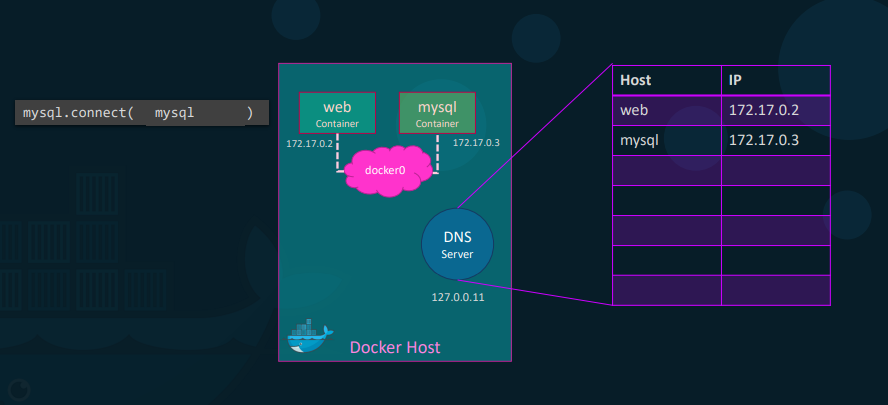 mysql.connect( mysql )
web
Container
mysql
Container
172.17.0.2
172.17.0.3
docker0
DNS
Server
127.0.0.11
Docker Host
Host IP
web 172.17.0.2
mysql 172.17.0.3